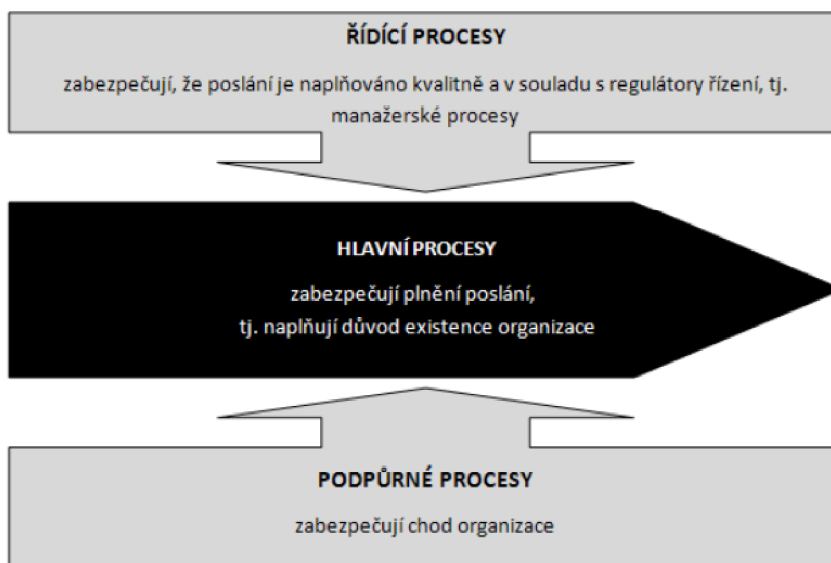 ŘÍDÍCÍ PROCESY
zabezpečují, že poslání je naplňováno kvalitně a v souladu s regulátory řízení, tj.
manažerské procesy
HLAVNÍ PROCESY
zabezpečují plnění poslání,
tj. naplňují důvod existence organizace
PODPŮRNÉ PROCESY
zabezpečují chod organizace